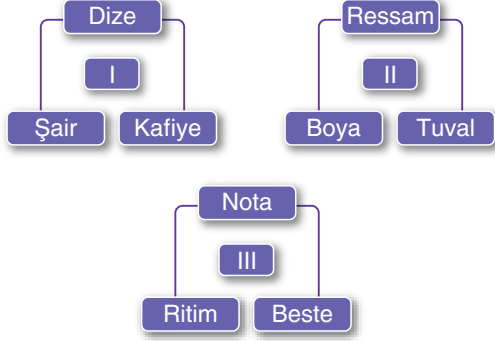 Dize
I
Şair Kafiye
Ressam
II
Boya Tuval
Nota
III
Ritim Beste